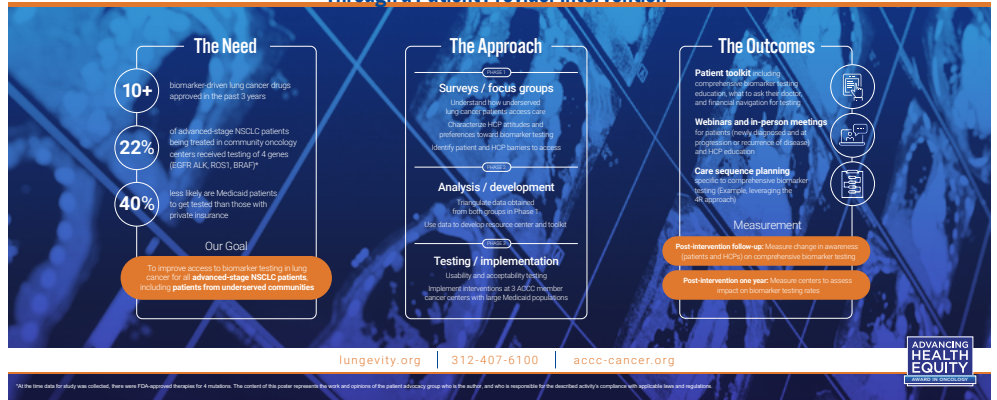 Through a Patient-Provider Intervention
The Need
10+
biomarker-driven lung cancer drugs
approved in the past 3 years
22%
of advanced-stage NSCLC patients
being treated in community oncology
centers received testing of 4 genes
(EGFR ALK, ROS1, BRAF)*
40%
less likely are Medicaid patients
to get tested than those with
private insurance
Our Goal
To improve access to biomarker testing in lung
cancer for all advanced-stage NSCLC patients,
including patients from underserved communities
The Approach
PHASE 1
Surveys / focus groups
Understand how underserved
lung cancer patients access care
Characterize HCP attitudes and
preferences toward biomarker testing
Identify patient and HCP barriers to access
Analysis / development
Triangulate data obtained
from both groups in Phase 1
Use data to develop resource center and toolkit
Testing / implementation
Usability and acceptability testing
Implement interventions at 3 ACCC member
cancer centers with large Medicaid populations
The Outcomes
Patient toolkit including
comprehensive biomarker testing
education, what to ask their doctor,
and financial navigation for testing
Webinars and in-person meetings
for patients (newly diagnosed and at
progression or recurrence of disease)
and HCP education
Care sequence planning
specific to comprehensive biomarker
testing (Example, leveraging the
4R approach)
Measurement
Post-intervention follow-up: Measure change in awareness
(patients and HCPs) on comprehensive biomarker testing
Post-intervention one year: Measure centers to assess
impact on biomarker testing rates
lungevity.org
312-407-6100
accc-cancer.org
ADVANCING
HEALTH
EQUITY
AWARD IN ONCOLOGY
*At the time data for study was collected, there were FDA-approved therapies for 4 mutations. The content of this poster represents the work and opinions of the patient advocacy group who is the author, and who is responsible for the described activity's compliance with applicable laws and regulations.